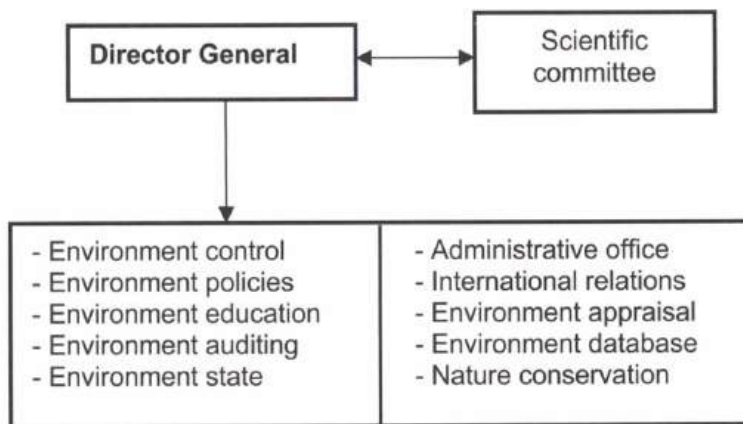 Director General
Scientific
committee
- Environment control
- Environment policies
- Environment education
- Environment auditing
- Environment state
- Administrative office
- International relations
- Environment appraisal
- Environment database
- Nature conservation